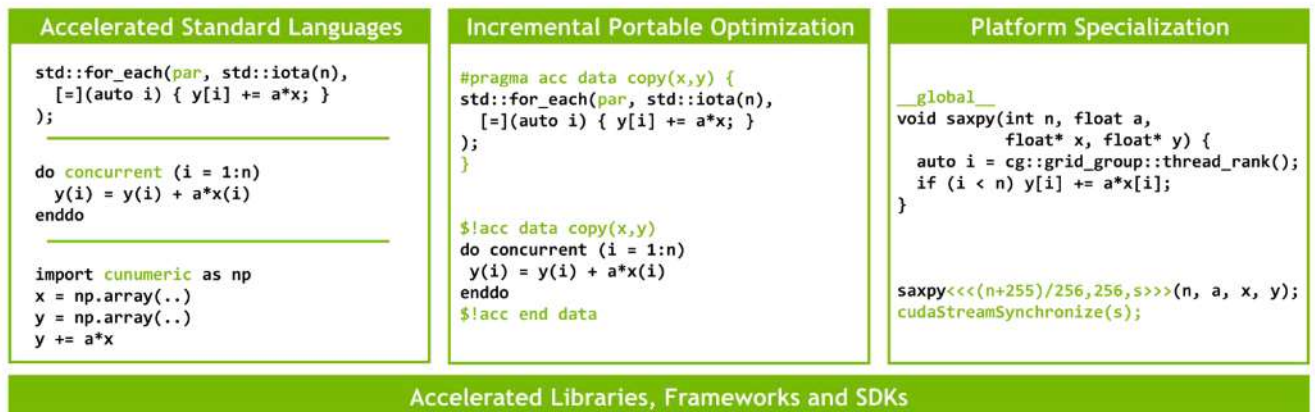 Accelerated Standard Languages
std::for_each(par, std::iota(n),
[=](auto i) { y[i] += a*x; }
);
do concurrent (i = 1:n)
y(i) = y(i) + a*x(i)
enddo
import cunumeric as np
x = np.array(..)
y = np.array(..)
y += a*x
Incremental Portable Optimization
#pragma acc data copy(x,y) {
std::for_each(par, std::iota(n),
[=](auto i) { y[i] += a*x; }
);
}
$!acc data copy(x,y)
do concurrent (i = 1:n)
y(i) = y(i) + a*x(i)
enddo
$!acc end data
Platform Specialization
__global__
void saxpy(int n, float a,
float* x, float* y) {
auto i = cg::grid_group::thread_rank();
if (i < n) y[i] += a*x[i];
}
saxpy<<<(n+255)/256,256,s>>>(n, a, x, y);
cudaStreamSynchronize(s);
Accelerated Libraries, Frameworks and SDKs